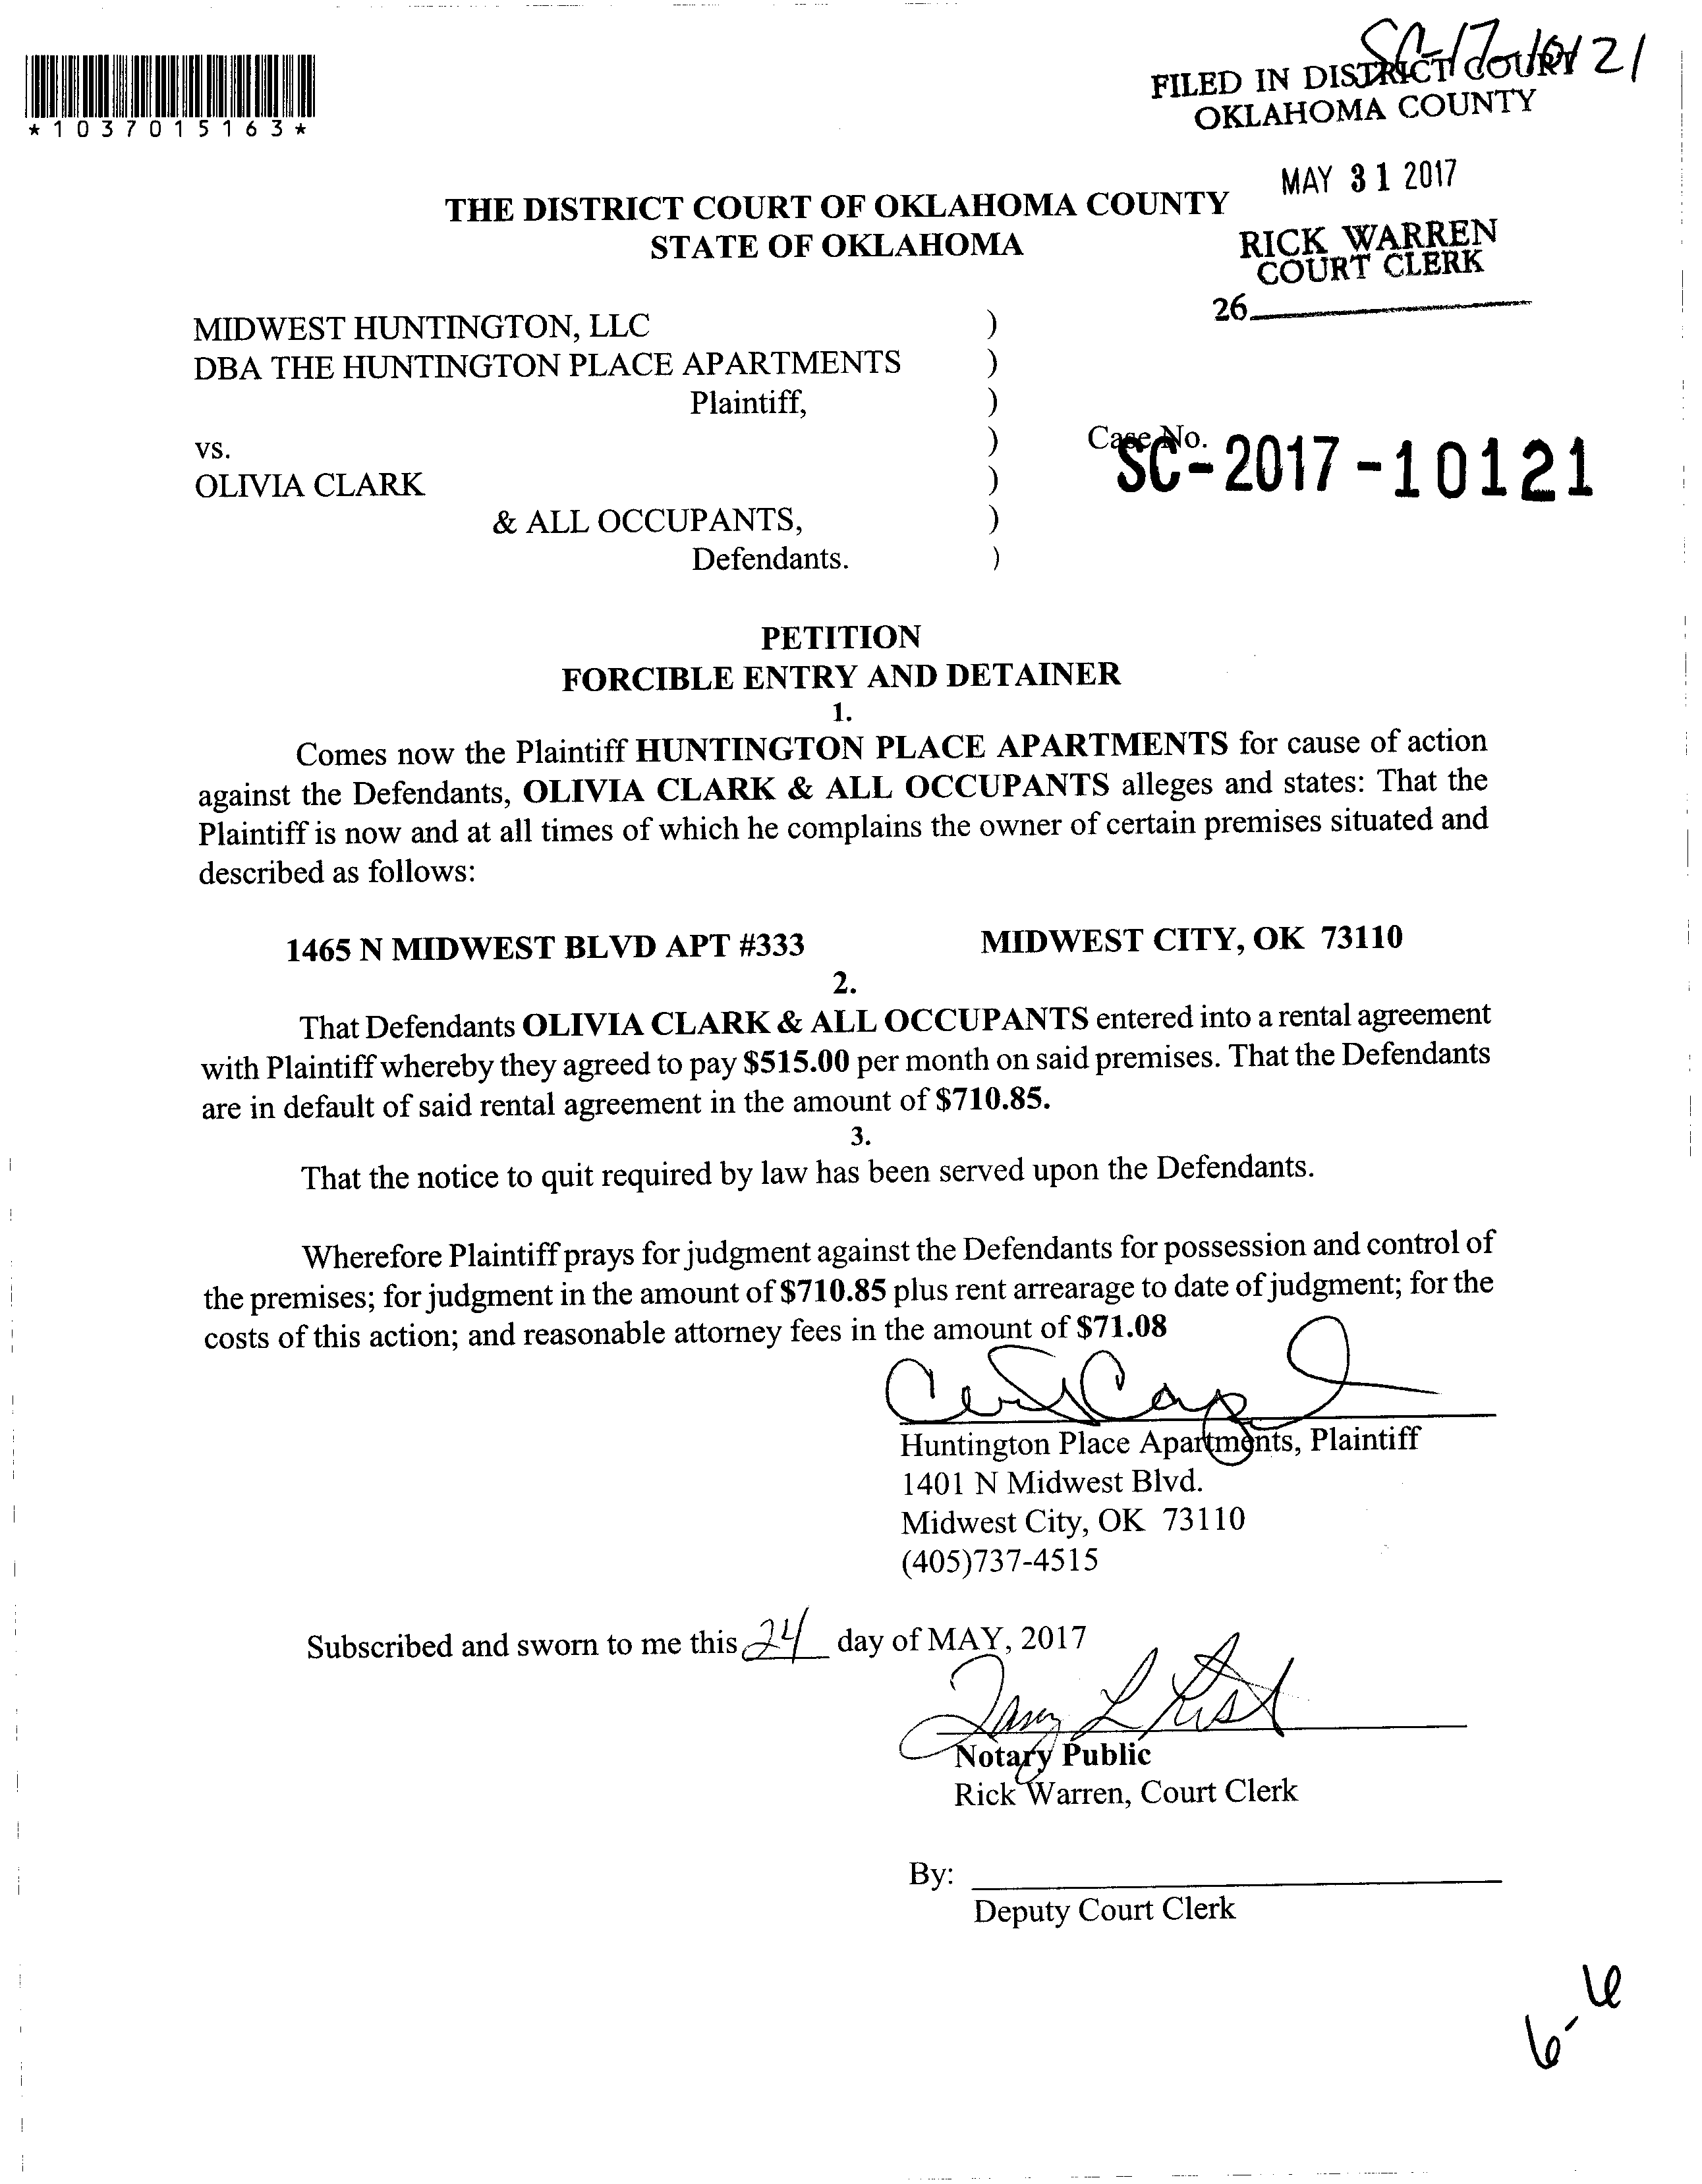 SC-17-10121
FILED IN DISTRICT COURT
OKLAHOMA COUNTY
*1037015163*
MAY 31 2017
THE DISTRICT COURT OF OKLAHOMA COUNTY
STATE OF OKLAHOMA
RICK WARREN
COURT CLERK
26
MIDWEST HUNTINGTON, LLC )
DBA THE HUNTINGTON PLACE APARTMENTS )
Plaintiff, )
vs. ) Case No.
SC-2017-10121
OLIVIA CLARK )
& ALL OCCUPANTS, )
Defendants. )
PETITION
FORCIBLE ENTRY AND DETAINER
1.
Comes now the Plaintiff HUNTINGTON PLACE APARTMENTS for cause of action
against the Defendants, OLIVIA CLARK & ALL OCCUPANTS alleges and states: That the
Plaintiff is now and at all times of which he complains the owner of certain premises situated and
described as follows:
1465 N MIDWEST BLVD APT #333 MIDWEST CITY, OK 73110
2.
That Defendants OLIVIA CLARK & ALL OCCUPANTS entered into a rental agreement
with Plaintiff whereby they agreed to pay $515.00 per month on said premises. That the Defendants
are in default of said rental agreement in the amount of $710.85.
3.
That the notice to quit required by law has been served upon the Defendants.
Wherefore Plaintiff prays for judgment against the Defendants for possession and control of
the premises; for judgment in the amount of $710.85 plus rent arrearage to date of judgment; for the
costs of this action; and reasonable attorney fees in the amount of $71.08
Huntington Place Apartments, Plaintiff
1401 N Midwest Blvd.
Midwest City, OK 73110
(405)737-4515
Subscribed and sworn to me this 24 day of MAY, 2017
Notary Public
Rick Warren, Court Clerk
By:
Deputy Court Clerk
6-6